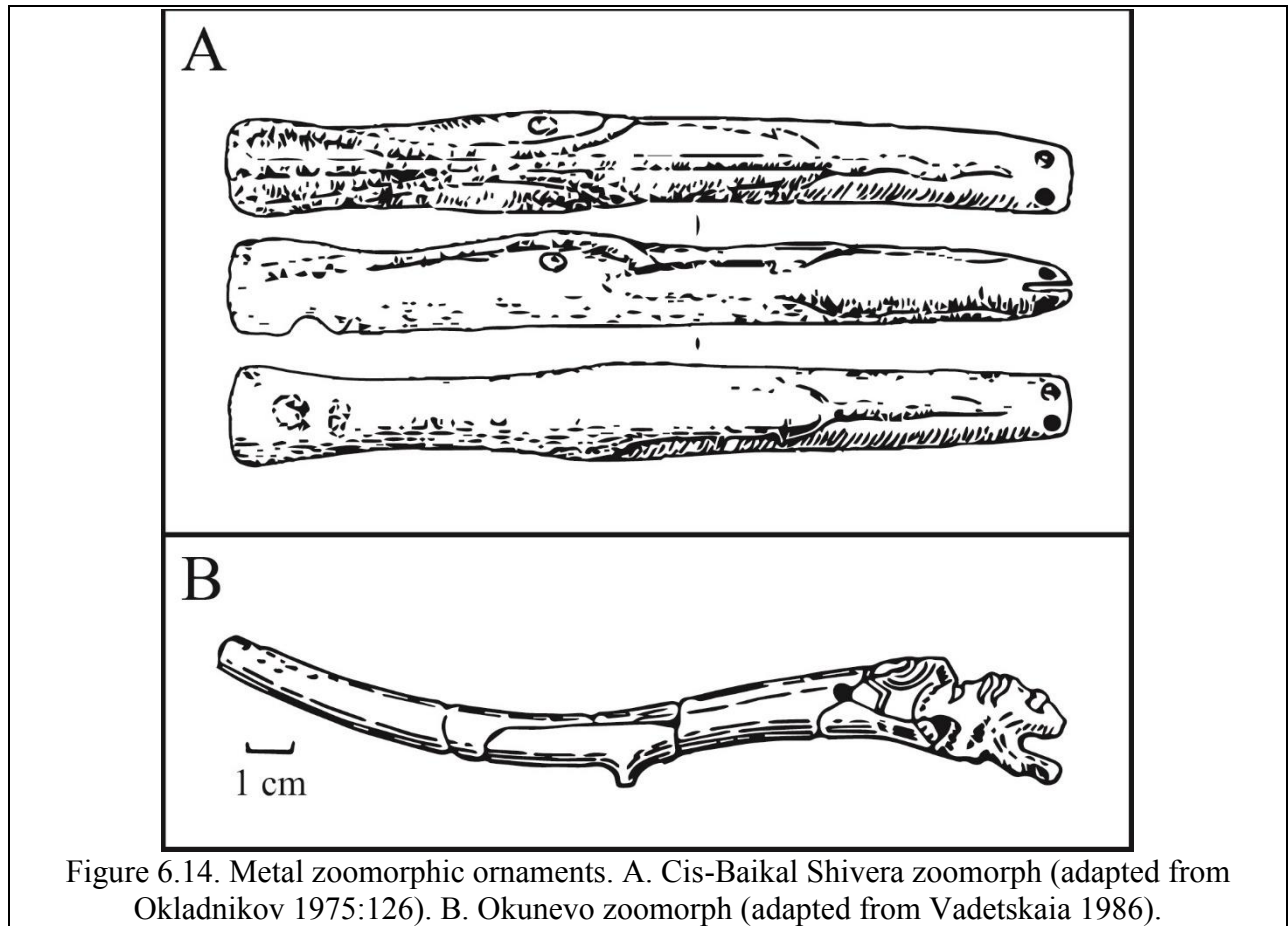 A
B
1 cm
Figure 6.14. Metal zoomorphic ornaments. A. Cis-Baikal Shivera zoomorph (adapted from
Okladnikov 1975:126). B. Okunevo zoomorph (adapted from Vadetskaia 1986).